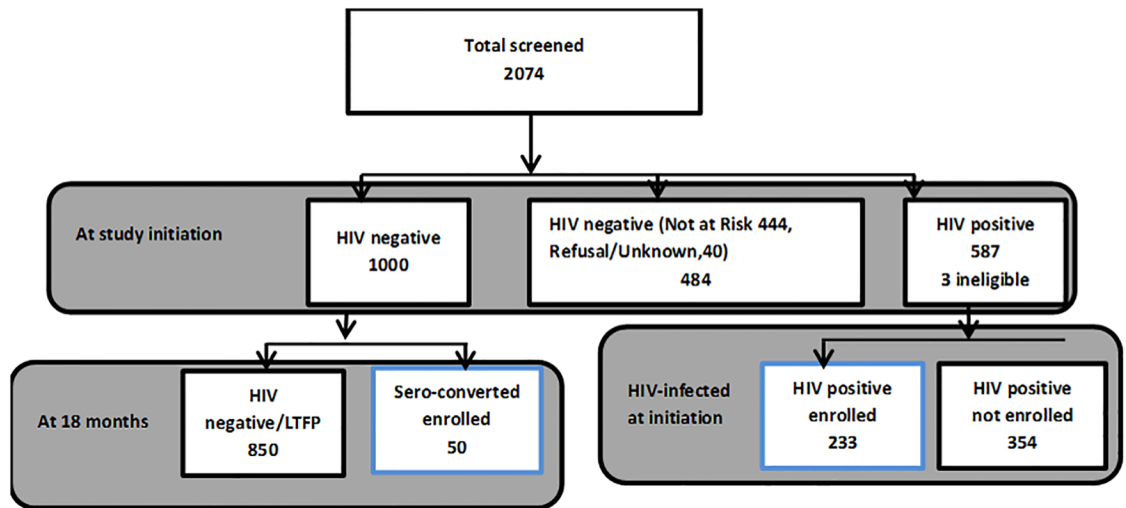 Total screened
2074
At study initiation
HIV negative
1000
HIV negative (Not at Risk 444,
Refusal/Unknown,40)
484
HIV positive
587
3 ineligible
At 18 months
HIV
negative/LTFP
850
Sero-converted
enrolled
50
HIV-infected
at initiation
HIV positive
enrolled
233
HIV positive
not enrolled
354